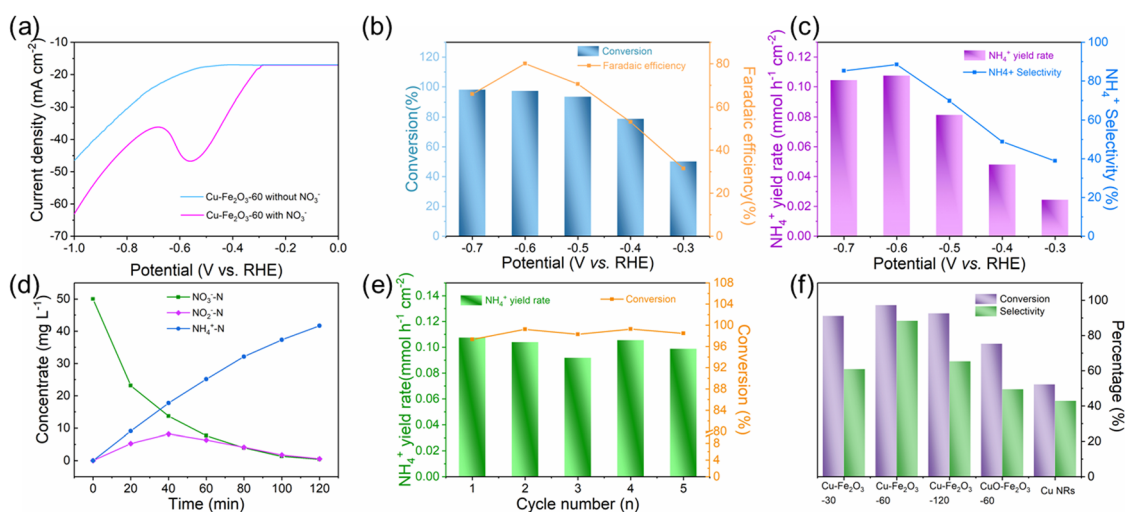 (a)
-10
-20
-30
-40
-50
-60
-70
Current density (mA cm⁻²)
Cu-Fe₂O₃-60 without NO₃⁻
Cu-Fe₂O₃-60 with NO₃⁻
-1.0 -0.8 -0.6 -0.4 -0.2 0.0
Potential (V vs. RHE)
(b)
120
100
80
60
40
20
0
Conversion(%)
Conversion
Faradaic efficiency
80
60
40
20
0
Faradaic efficiency(%)
-0.7 -0.6 -0.5 -0.4 -0.3
Potential (V vs. RHE)
(c)
0.12
0.10
0.08
0.06
0.04
0.02
0.00
NH₄⁺ yield rate (mmol h⁻¹ cm⁻²)
NH₄⁺ yield rate
NH4+ Selectivity
100
80
60
40
20
0
NH₄⁺ Selectivity (%)
-0.7 -0.6 -0.5 -0.4 -0.3
Potential (V vs. RHE)
(d)
50
40
30
20
10
0
Concentrate (mg L⁻¹)
NO₃⁻-N
NO₂⁻-N
NH₄⁺-N
0 20 40 60 80 100 120
Time (min)
(e)
0.14
0.12
0.10
0.08
0.06
0.04
0.02
0.00
NH₄⁺ yield rate(mmol h⁻¹ cm⁻²)
NH₄⁺ yield rate
Conversion
108
104
100
96
92
88
84
80
8
4
0
Conversion (%)
1 2 3 4 5
Cycle number (n)
(f)
Conversion
Selectivity
100
80
60
40
20
0
Percentage (%)
Cu-Fe₂O₃ Cu-Fe₂O₃ Cu-Fe₂O₃ CuO-Fe₂O₃ Cu NRs
-30 -60 -120 -60